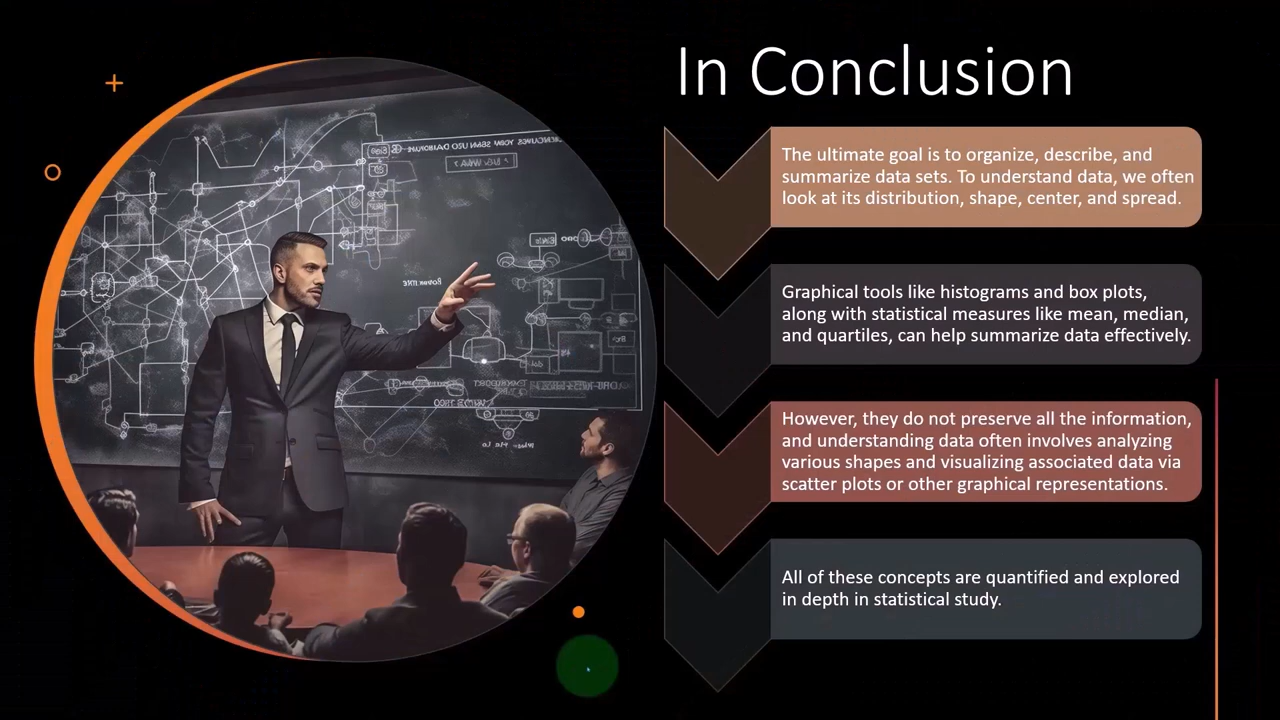 In Conclusion
The ultimate goal is to organize, describe, and
summarize data sets. To understand data, we often
look at its distribution, shape, center, and spread.
Graphical tools like histograms and box plots,
along with statistical measures like mean, median,
and quartiles, can help summarize data effectively.
However, they do not preserve all the information,
and understanding data often involves analyzing
various shapes and visualizing associated data via
scatter plots or other graphical representations.
All of these concepts are quantified and explored
in depth in statistical study.